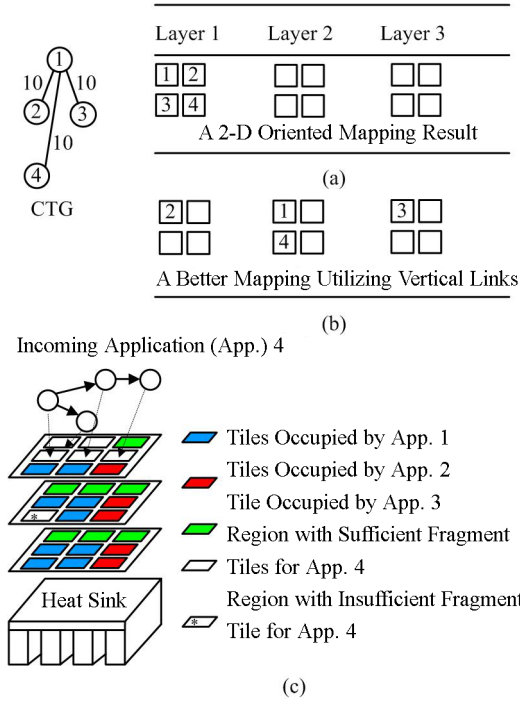 Layer 1 Layer 2 Layer 3
1
10 10
2 3
10
4
CTG
1 2
3 4
A 2-D Oriented Mapping Result
(a)
2 1 3
4
A Better Mapping Utilizing Vertical Links
(b)
Incoming Application (App.) 4
Tiles Occupied by App. 1
Tiles Occupied by App. 2
Tile Occupied by App. 3
Region with Sufficient Fragment
Tiles for App. 4
Region with Insufficient Fragment
* Tile for App. 4
*
Heat Sink
(c)